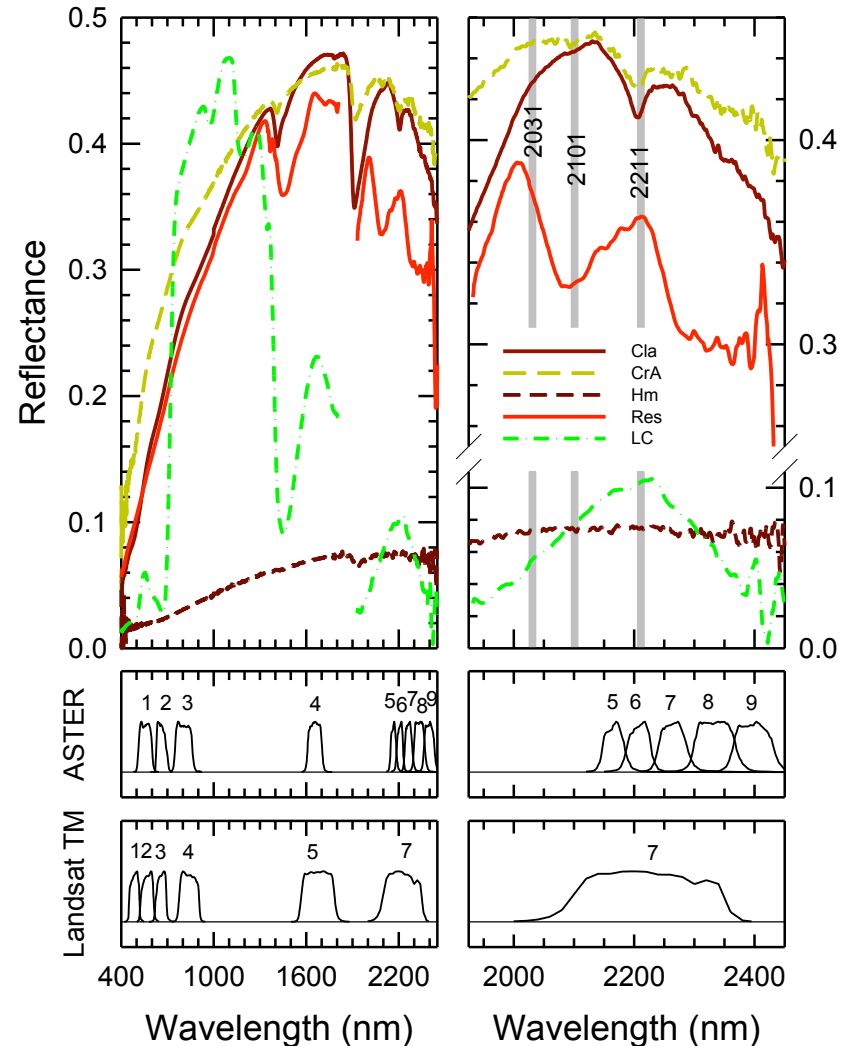 0.5
0.4
0.3
0.2
0.1
0.0
Reflectance
2031
2101
2211
Cla
CrA
Hm
Res
LC
0.4
0.3
0.1
0.0
ASTER
1 2 3 4 5 6 7 8 9
5 6 7 8 9
Landsat TM
1 2 3 4 5 7
7
400 1000 1600 2200
2000 2200 2400
Wavelength (nm)
Wavelength (nm)